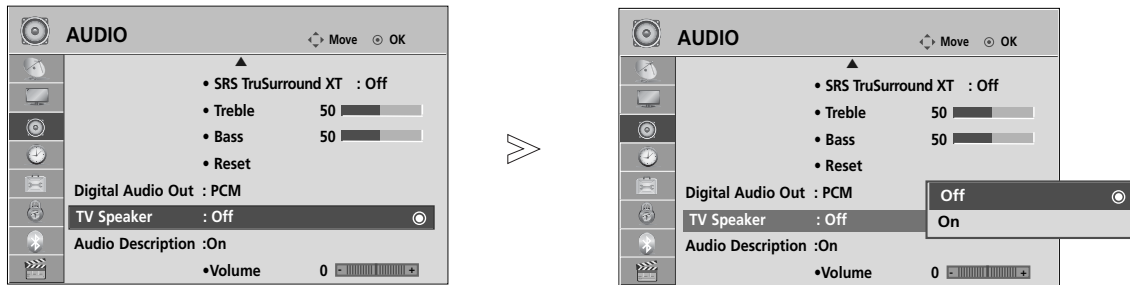 AUDIO
Move
OK
• SRS TruSurround XT : Off
• Treble 50
• Bass 50
• Reset
Digital Audio Out : PCM
TV Speaker : Off
Audio Description :On
•Volume 0 - +
AUDIO
Move
OK
• SRS TruSurround XT : Off
• Treble 50
• Bass 50
• Reset
Digital Audio Out : PCM
TV Speaker : Off
Off
On
Audio Description :On
•Volume 0 - +